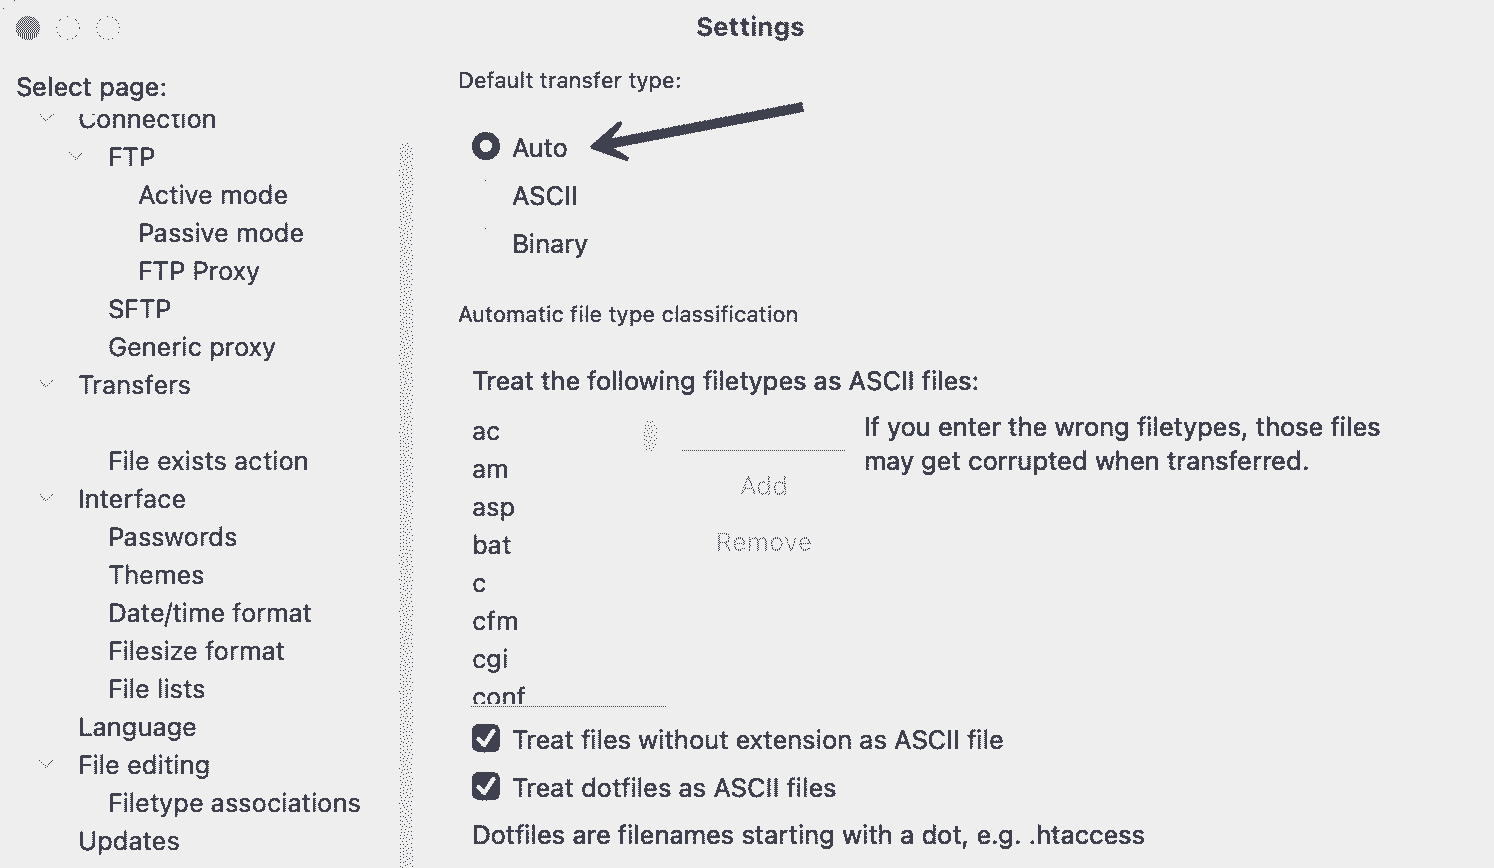 Settings
Select page:
Connection
FTP
Active mode
Passive mode
FTP Proxy
SFTP
Generic proxy
Transfers
File exists action
Interface
Passwords
Themes
Date/time format
Filesize format
File lists
Language
File editing
Filetype associations
Updates
Default transfer type:
Auto
ASCII
Binary
Automatic file type classification
Treat the following filetypes as ASCII files:
ac
am
asp
bat
c
cfm
cgi
conf
Add
Remove
If you enter the wrong filetypes, those files
may get corrupted when transferred.
Treat files without extension as ASCII file
Treat dotfiles as ASCII files
Dotfiles are filenames starting with a dot, e.g. .htaccess